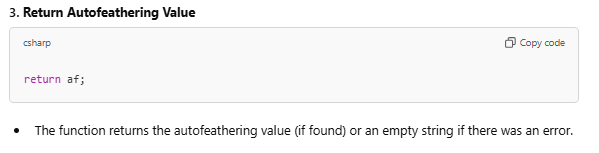 3. Return Autofeathering Value
csharp
Copy code
return af;
• The function returns the autofeathering value (if found) or an empty string if there was an error.